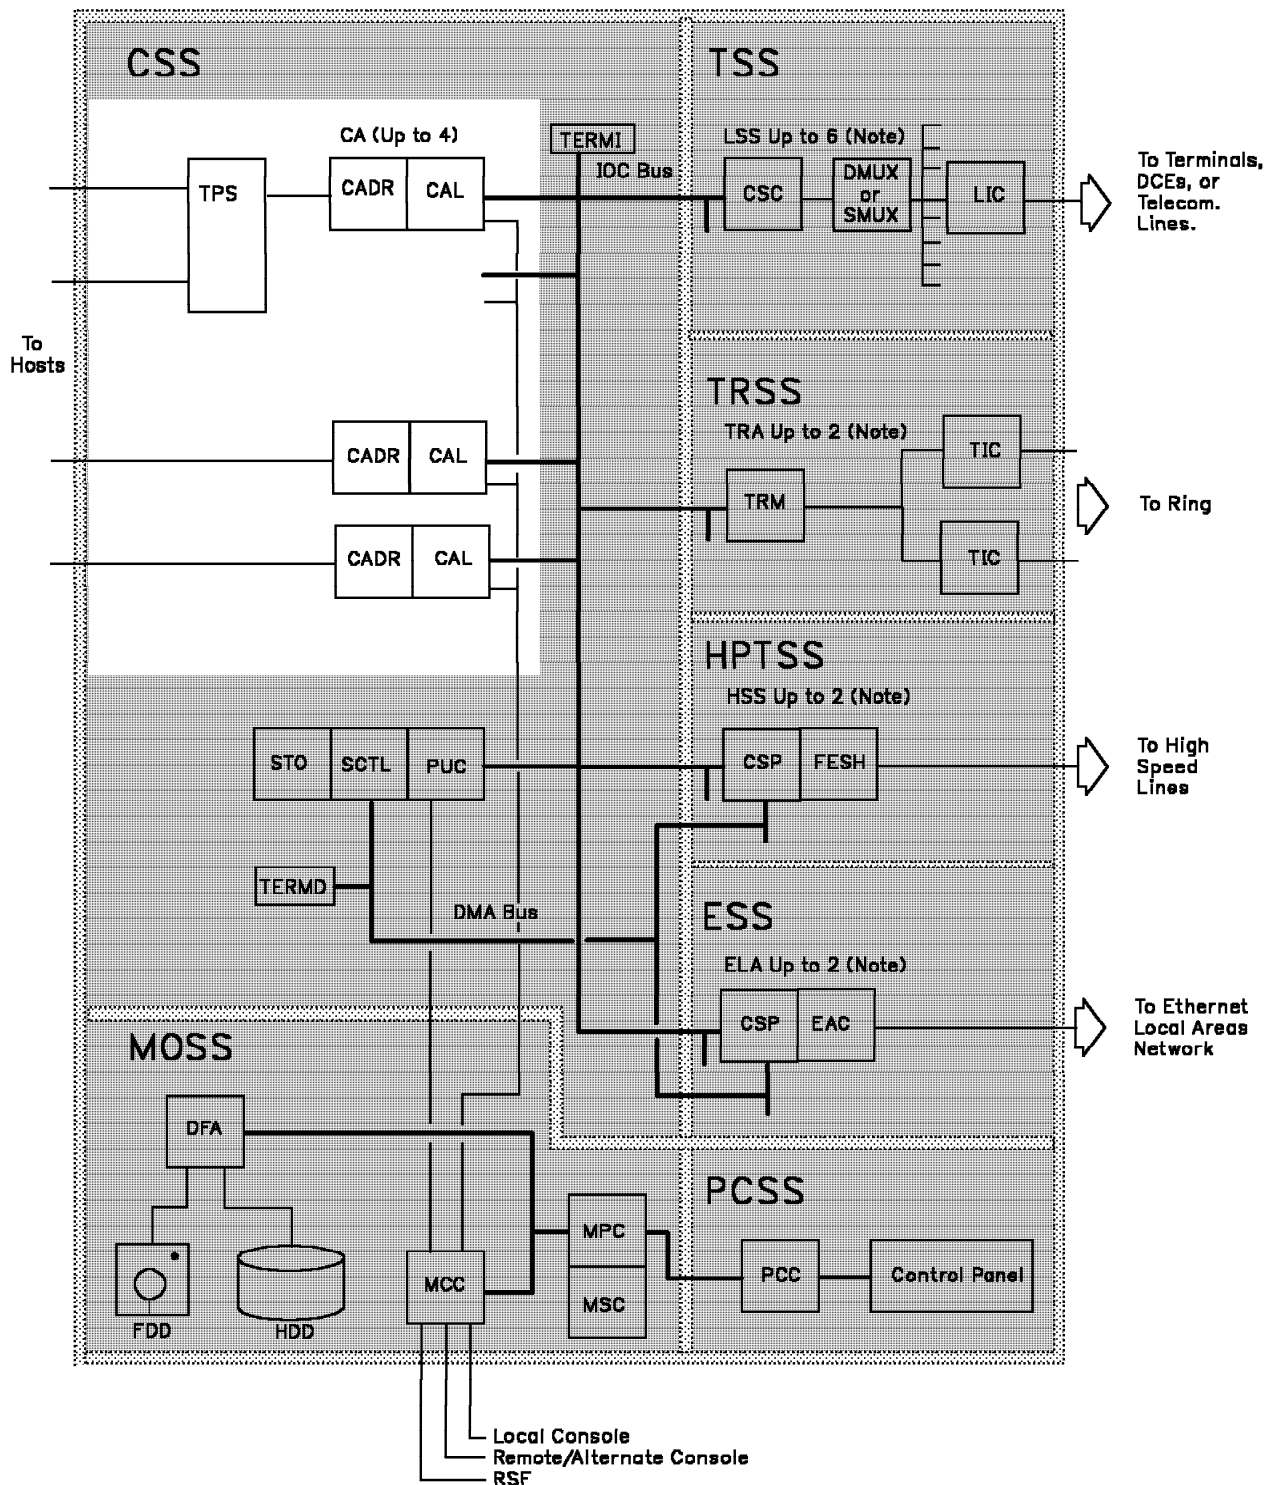 CSS
CA (Up to 4)
TERMI
IOC Bus
TPS
CADR
CAL
To
Hosts
CADR
CAL
CADR
CAL
STO
SCTL
PUC
TERMD
DMA Bus
TSS
LSS Up to 6 (Note)
CSC
DMUX
or
SMUX
LIC
To Terminals,
DCEs, or
Telecom.
Lines.
TRSS
TRA Up to 2 (Note)
TRM
TIC
TIC
To Ring
HPTSS
HSS Up to 2 (Note)
CSP
FESH
To High
Speed
Lines
ESS
ELA Up to 2 (Note)
CSP
EAC
To Ethernet
Local Areas
Network
MOSS
DFA
FDD
HDD
MCC
MPC
MSC
PCSS
PCC
Control Panel
Local Console
Remote/Alternate Console
RSF